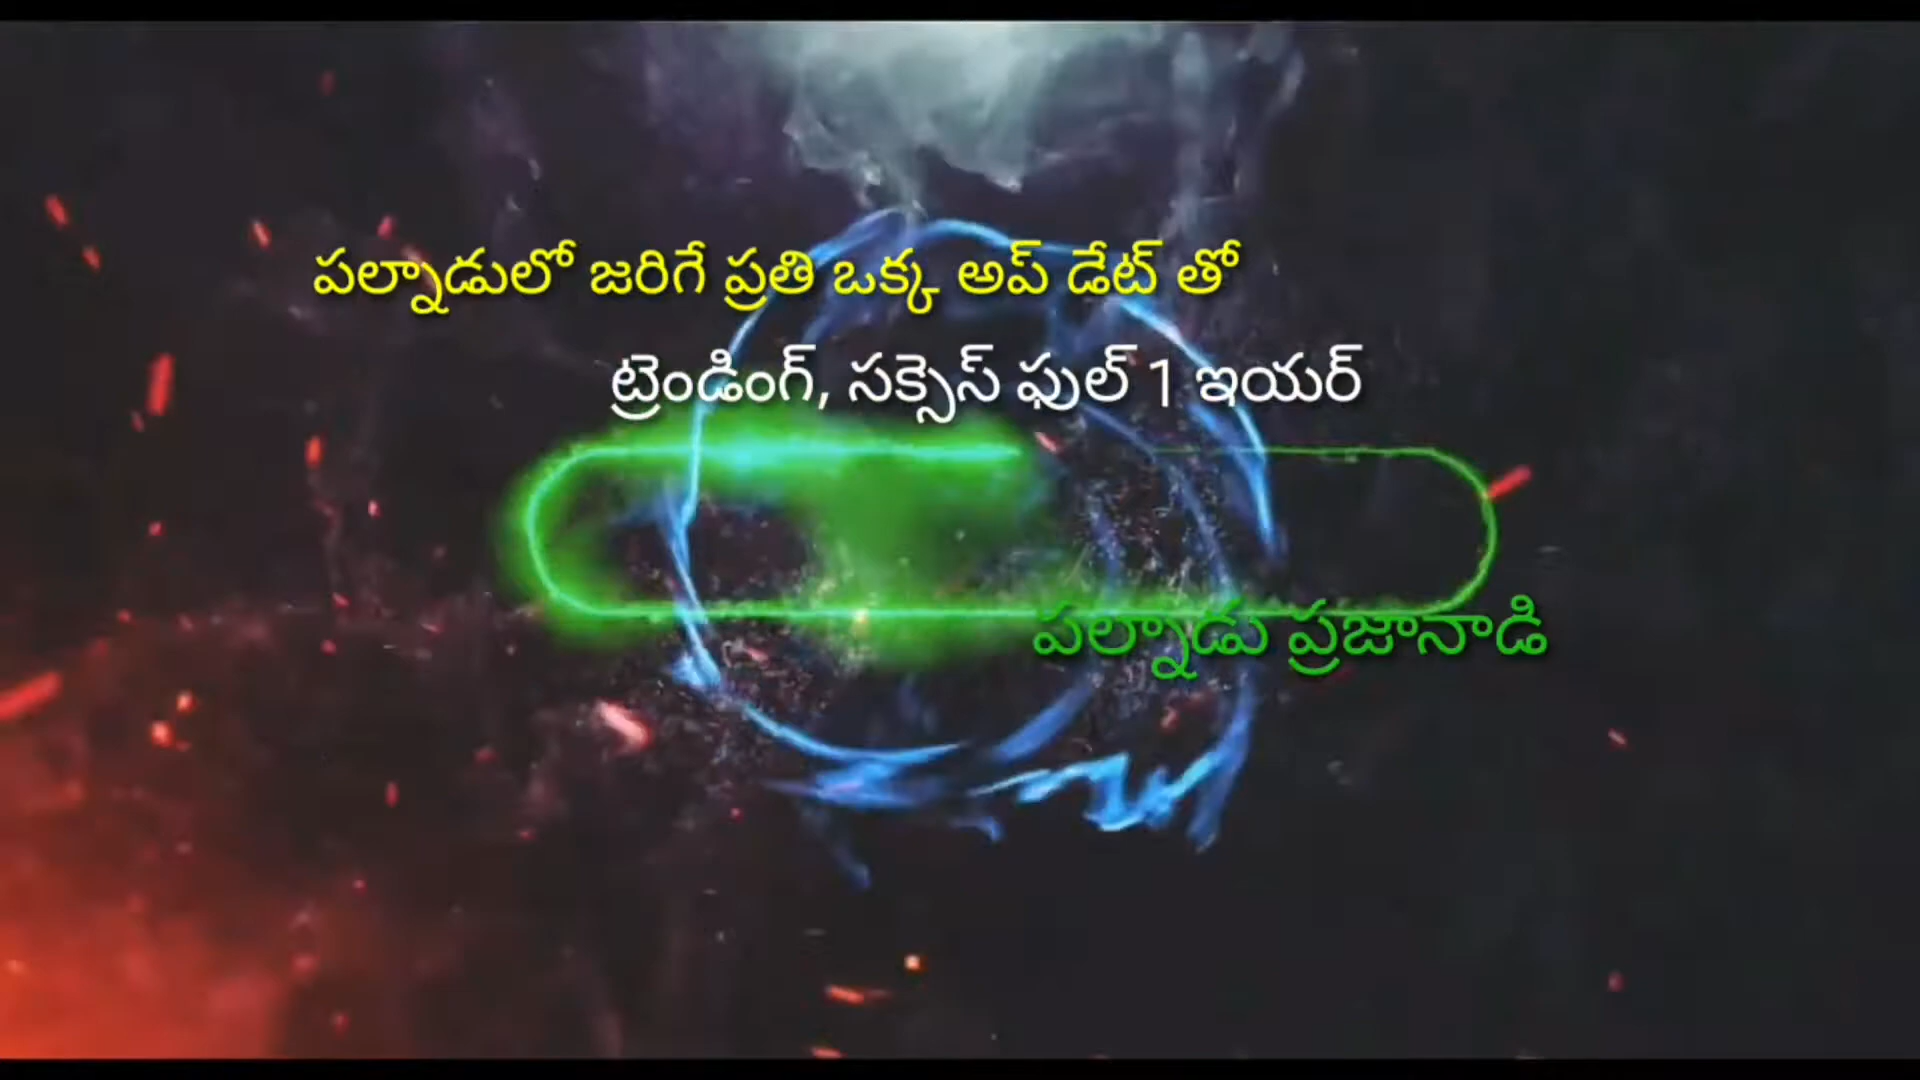 పల్నాడులో జరిగే ప్రతి ఒక్క అప్ డేట్ తో
ట్రెండింగ్, సక్సెస్ ఫుల్ 1 ఇయర్
పల్నాడు ప్రజానాడి